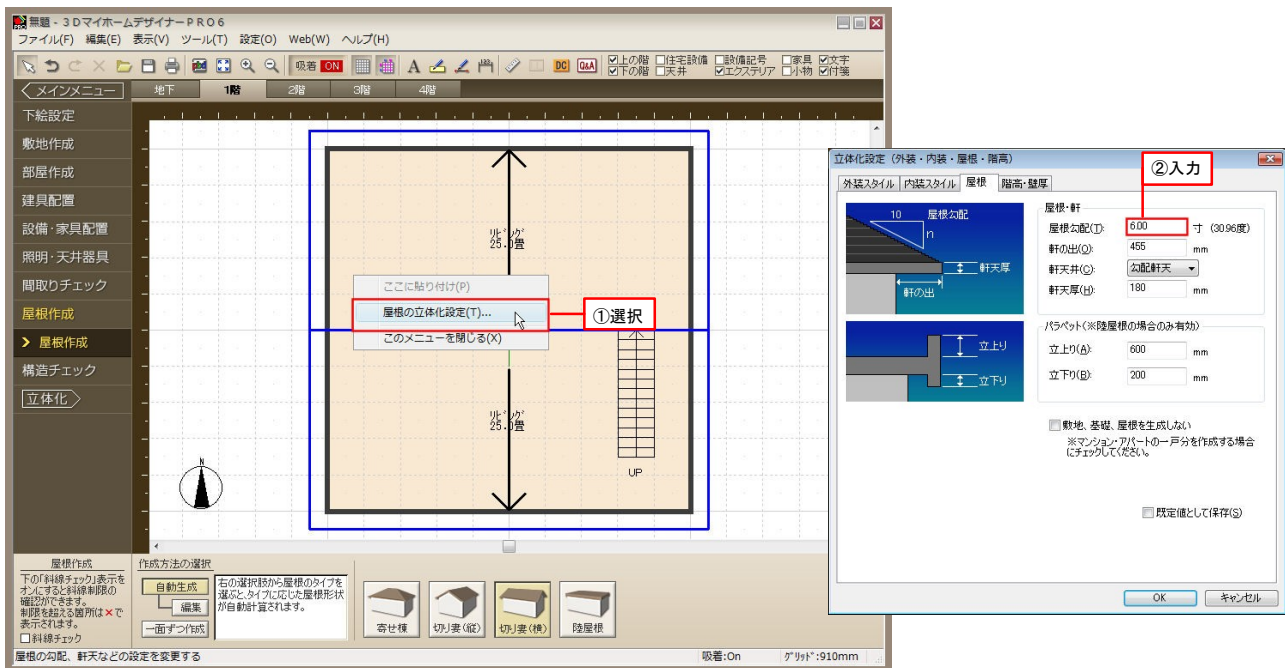 無題 - 3DマイホームデザイナーPRO6
ファイル(F) 編集(E) 表示(V) ツール(T) 設定(O) Web(W) ヘルプ(H)
吸着 ON A DC Q&A
上の階 住宅設備 設備記号 家具 文字
下の階 天井 エクステリア 小物 付箋
メインメニュー
地下 1階 2階 3階 4階
下絵設定
敷地作成
部屋作成
建具配置
設備・家具配置
照明・天井器具
間取りチェック
屋根作成
> 屋根作成
構造チェック
立体化
リビング
25.0畳
ここに貼り付け(P)
屋根の立体化設定(T)...
このメニューを閉じる(X)
①選択
リビング
25.0畳
UP
N
屋根作成
下の「斜線チェック」表示を
オンにすると斜線制限の
確認ができます。
制限を超える箇所は×で
表示されます。
斜線チェック
作成方法の選択
自動生成
編集
一面ずつ作成
右の選択肢から屋根のタイプを
選ぶと、タイプに応じた屋根形状
が自動計算されます。
寄せ棟 切り妻(縦) 切り妻(横) 陸屋根
屋根の勾配、軒天などの設定を変更する
吸着:On グリッド:910mm
立体化設定（外装・内装・屋根・階高）
②入力
外装スタイル 内装スタイル 屋根 階高・壁厚
10 屋根勾配
n
軒天厚
軒の出
屋根・軒
屋根勾配(T): 6.00 寸 (30.96度)
軒の出(O): 455 mm
軒天井(C): 勾配軒天
軒天厚(H): 180 mm
立上り
立下り
パラペット(※陸屋根の場合のみ有効)
立上り(A): 600 mm
立下り(B): 200 mm
敷地、基礎、屋根を生成しない
※マンション・アパートの一戸分を作成する場合
にチェックしてください。
既定値として保存(S)
OK キャンセル